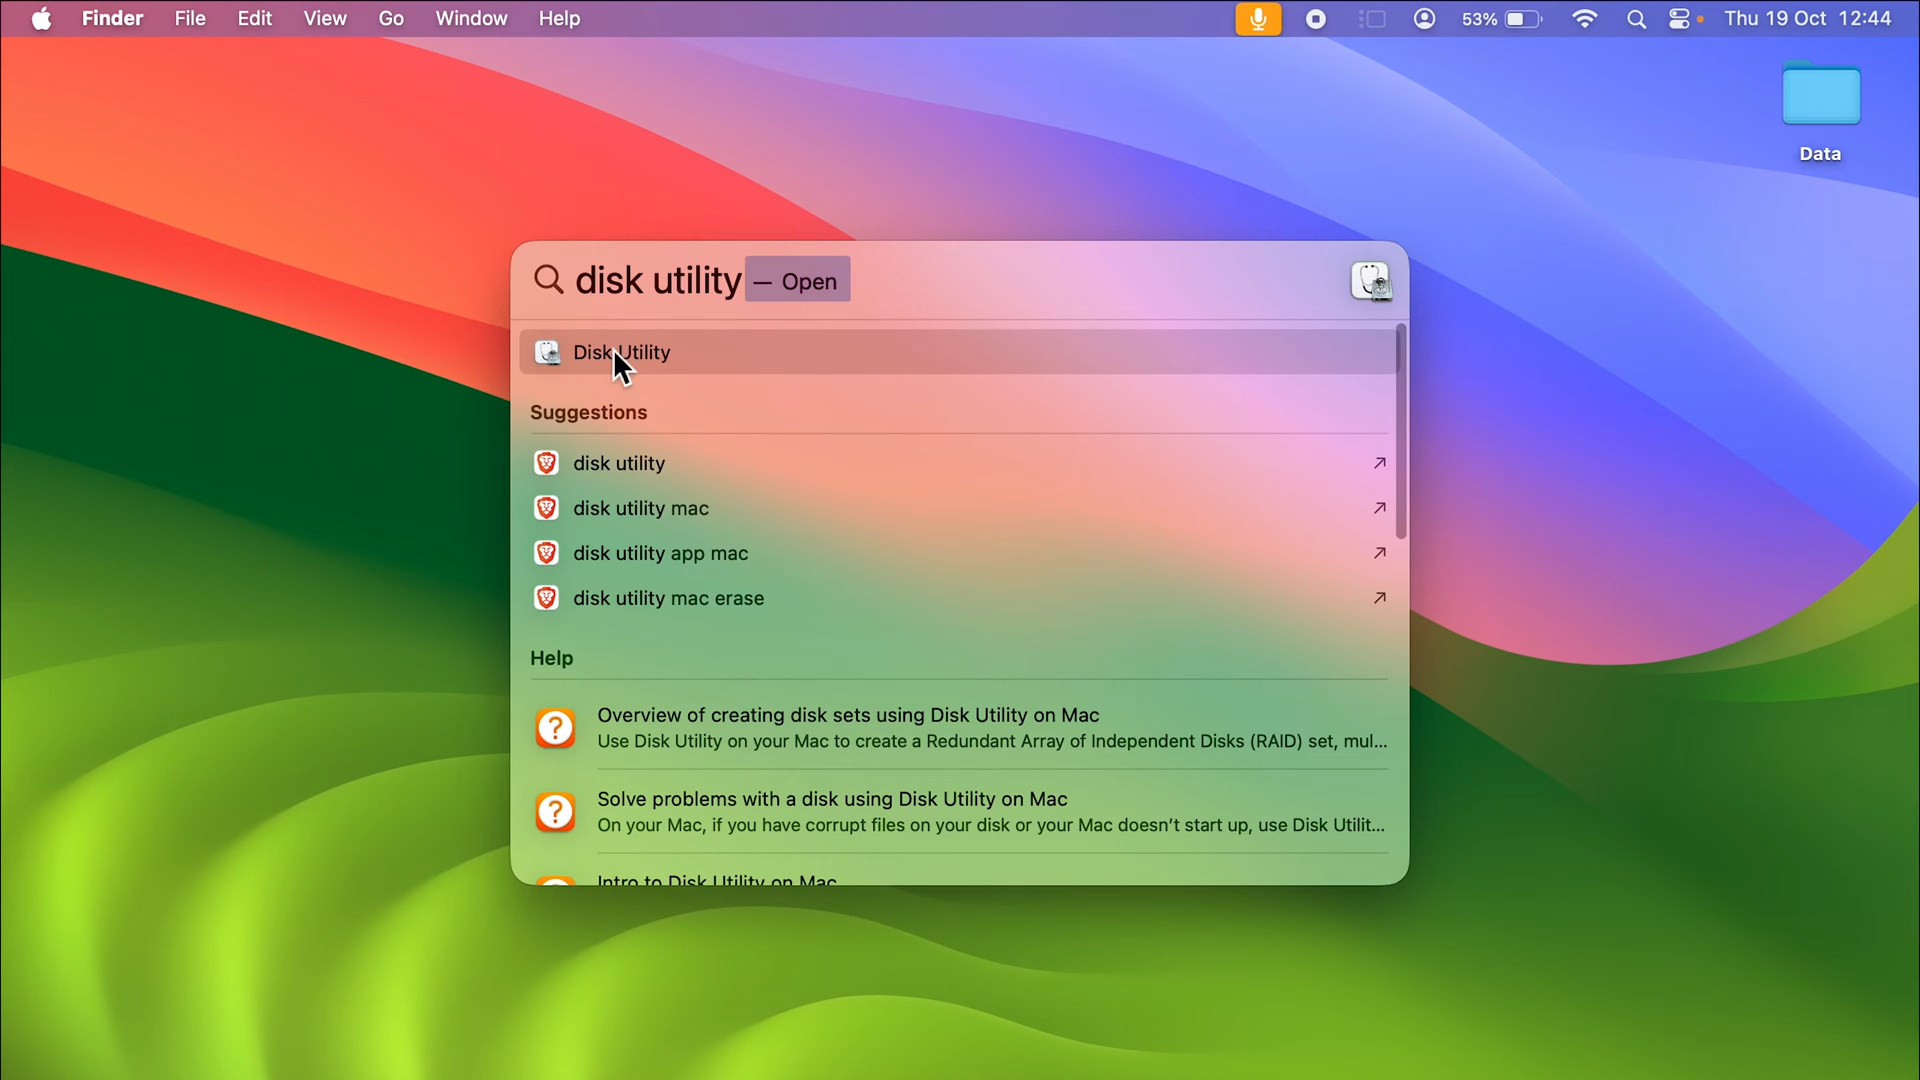 Finder File Edit View Go Window Help 53% Thu 19 Oct 12:44
Data
disk utility — Open
Disk Utility
Suggestions
disk utility
disk utility mac
disk utility app mac
disk utility mac erase
Help
Overview of creating disk sets using Disk Utility on Mac
Use Disk Utility on your Mac to create a Redundant Array of Independent Disks (RAID) set, mul...
Solve problems with a disk using Disk Utility on Mac
On your Mac, if you have corrupt files on your disk or your Mac doesn't start up, use Disk Utilit...
Intro to Disk Utility on Mac